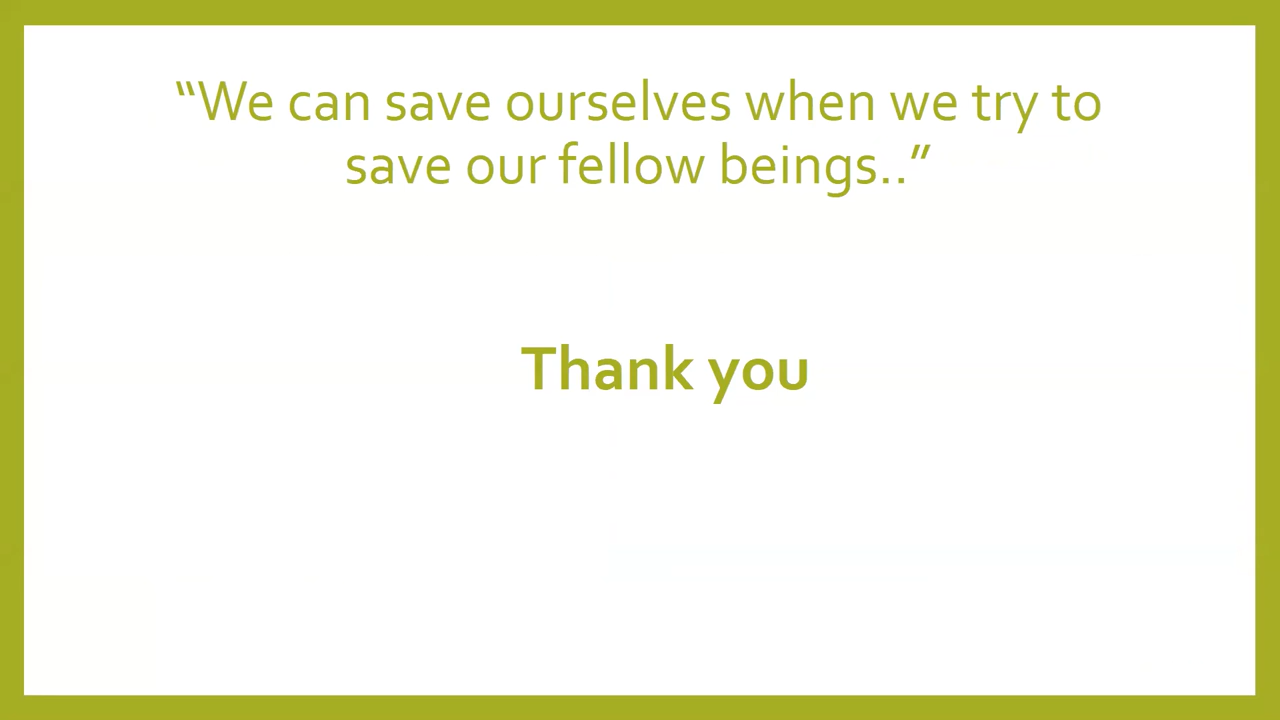 “We can save ourselves when we try to
save our fellow beings..”
Thank you